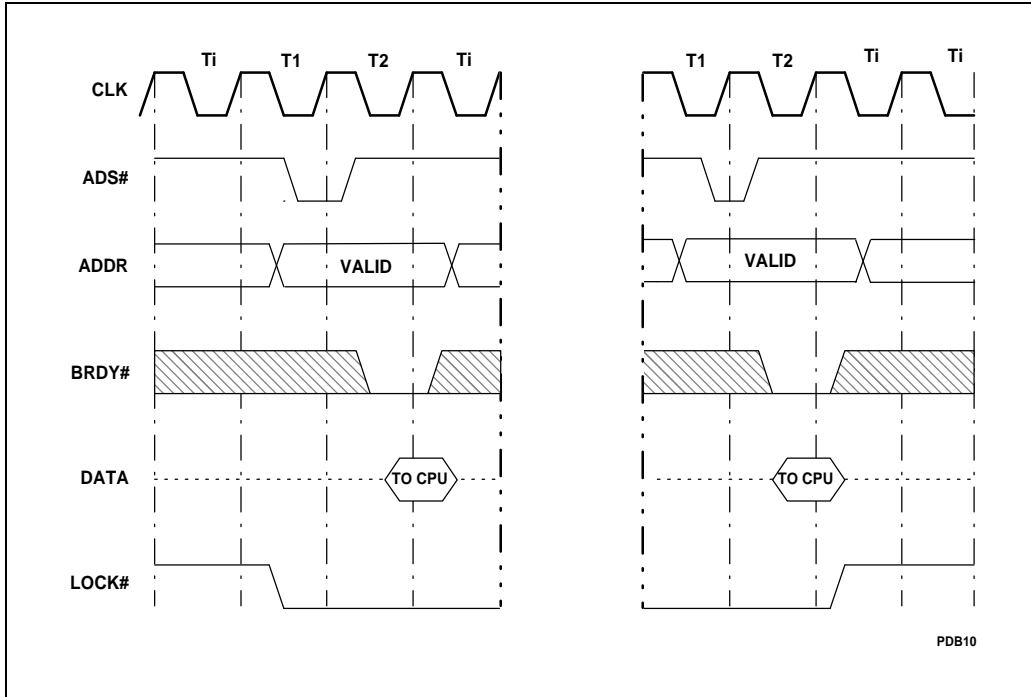 Ti T1 T2 Ti T1 T2 Ti Ti
CLK
ADS#
ADDR VALID VALID
BRDY#
DATA TO CPU TO CPU
LOCK#
PDB10